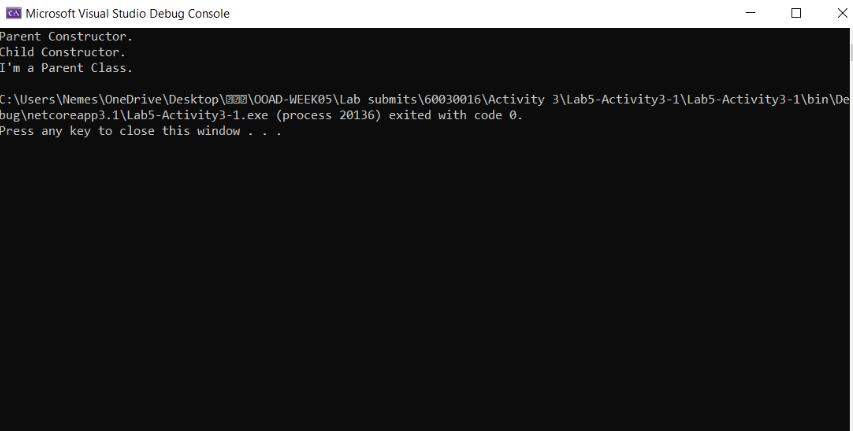 Microsoft Visual Studio Debug Console
Parent Constructor.
Child Constructor.
I'm a Parent Class.
C:\Users\Nemes\OneDrive\Desktop\\OOAD-WEEK05\Lab submits\60030016\Activity 3\Lab5-Activity3-1\Lab5-Activity3-1\bin\De
bug\netcoreapp3.1\Lab5-Activity3-1.exe (process 20136) exited with code 0.
Press any key to close this window . . .